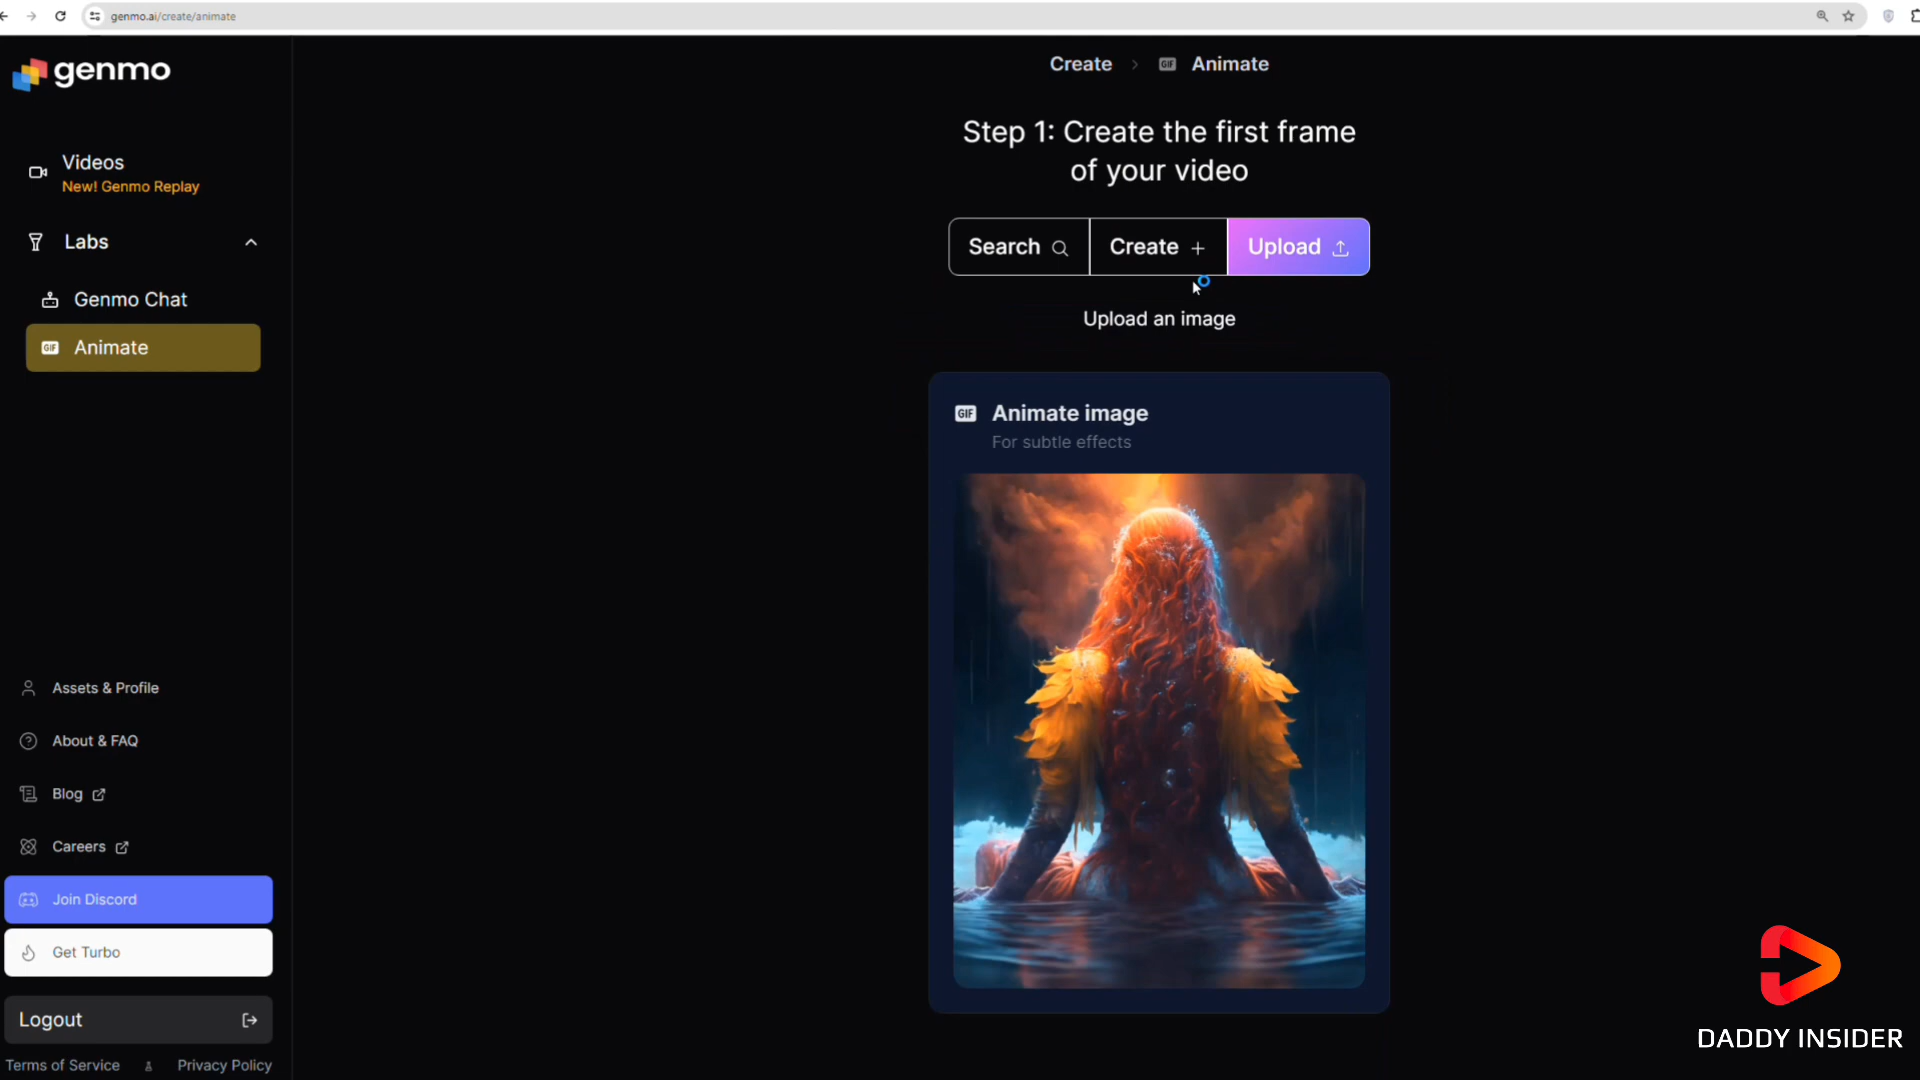 genmo.ai/create/animate
genmo
Create
GIF
Animate
Videos
New! Genmo Replay
Labs
Genmo Chat
GIF
Animate
Step 1: Create the first frame
of your video
Search
Create +
Upload
Upload an image
GIF
Animate image
For subtle effects
Assets & Profile
About & FAQ
Blog
Careers
Join Discord
Get Turbo
Logout
Terms of Service
Privacy Policy
DADDY INSIDER